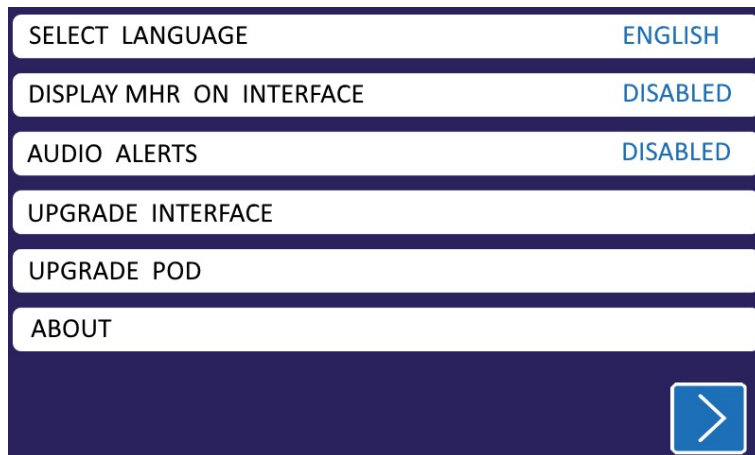 SELECT LANGUAGE ENGLISH
DISPLAY MHR ON INTERFACE DISABLED
AUDIO ALERTS DISABLED
UPGRADE INTERFACE
UPGRADE POD
ABOUT